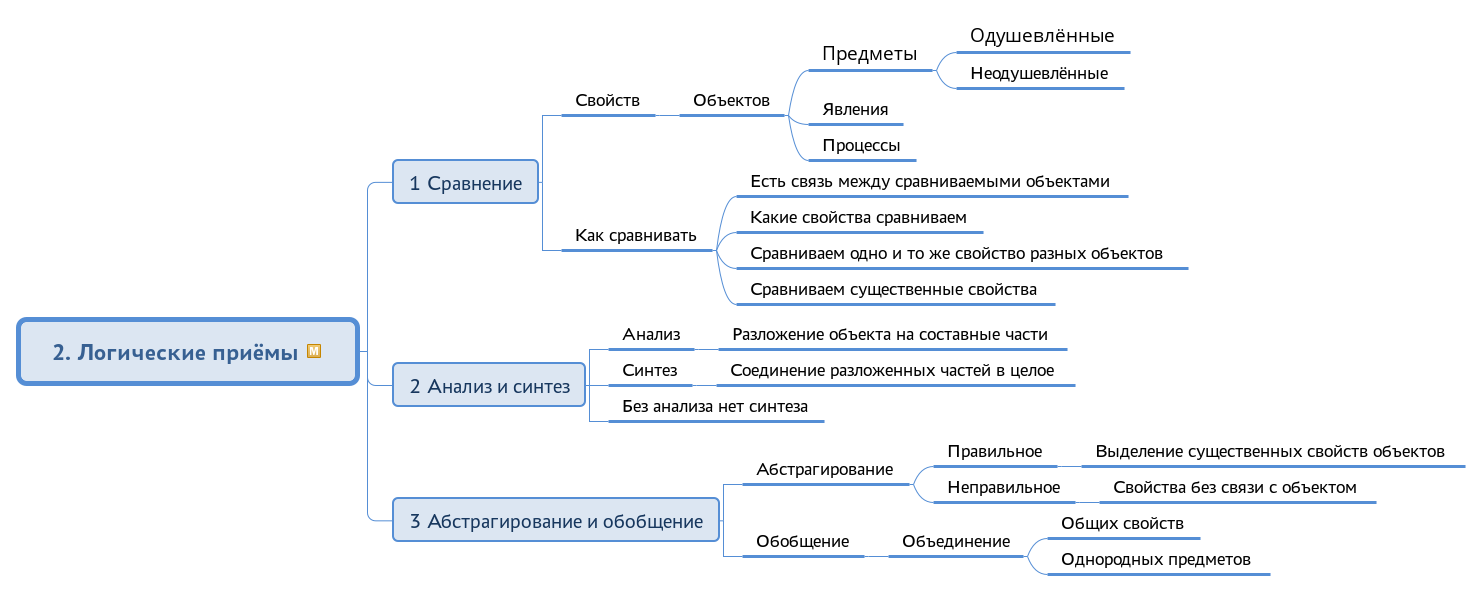 2. Логические приёмы
M
1 Сравнение
Свойств
Объектов
Предметы
Одушевлённые
Неодушевлённые
Явления
Процессы
Как сравнивать
Есть связь между сравниваемыми объектами
Какие свойства сравниваем
Сравниваем одно и то же свойство разных объектов
Сравниваем существенные свойства
2 Анализ и синтез
Анализ
Разложение объекта на составные части
Синтез
Соединение разложенных частей в целое
Без анализа нет синтеза
3 Абстрагирование и обобщение
Абстрагирование
Правильное
Выделение существенных свойств объектов
Неправильное
Свойства без связи с объектом
Обобщение
Объединение
Общих свойств
Однородных предметов